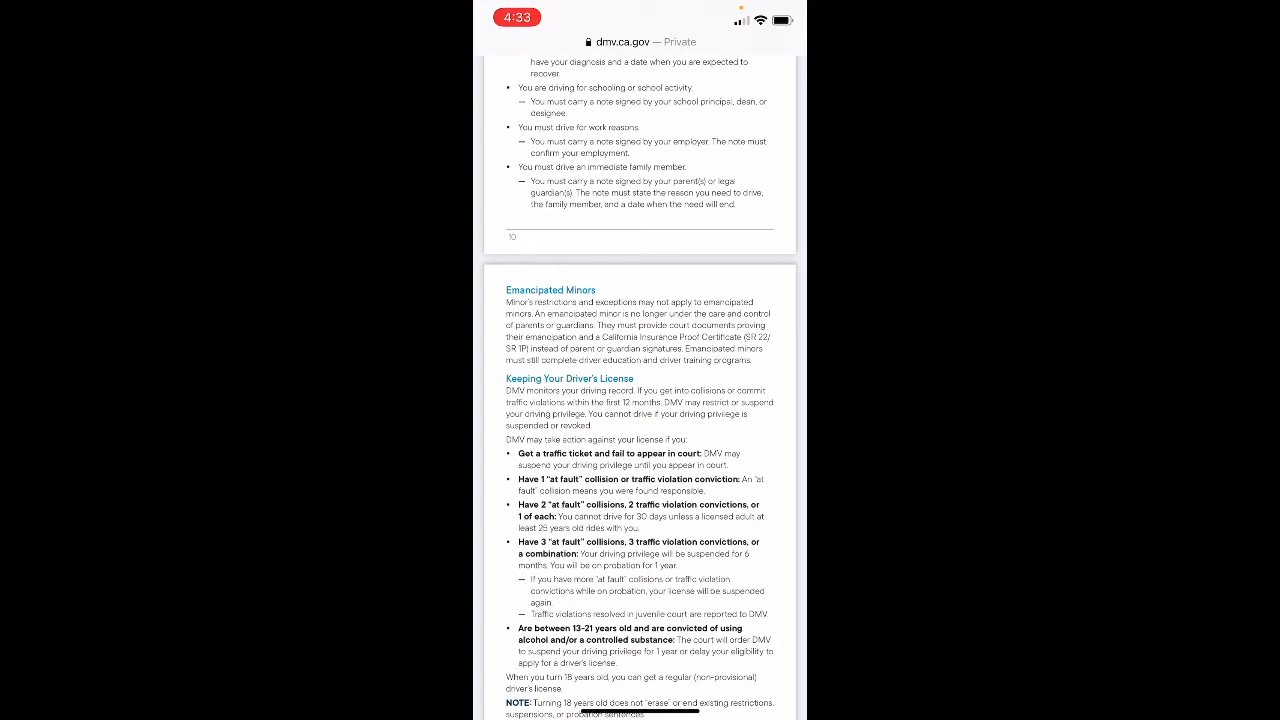 4:33
dmv.ca.gov — Private
have your diagnosis and a date when you are expected to
recover.
• You are driving for schooling or school activity.
— You must carry a note signed by your school principal, dean, or
designee.
• You must drive for work reasons.
— You must carry a note signed by your employer. The note must
confirm your employment.
• You must drive an immediate family member.
— You must carry a note signed by your parent(s) or legal
guardian(s). The note must state the reason you need to drive,
the family member, and a date when the need will end.
10
Emancipated Minors
Minor's restrictions and exceptions may not apply to emancipated
minors. An emancipated minor is no longer under the care and control
of parents or guardians. They must provide court documents proving
their emancipation and a California Insurance Proof Certificate (SR 22/
SR 1P) instead of parent or guardian signatures. Emancipated minors
must still complete driver education and driver training programs.
Keeping Your Driver's License
DMV monitors your driving record. If you get into collisions or commit
traffic violations within the first 12 months, DMV may restrict or suspend
your driving privilege. You cannot drive if your driving privilege is
suspended or revoked.
DMV may take action against your license if you:
• Get a traffic ticket and fail to appear in court: DMV may
suspend your driving privilege until you appear in court.
• Have 1 "at fault" collision or traffic violation conviction: An "at
fault" collision means you were found responsible.
• Have 2 "at fault" collisions, 2 traffic violation convictions, or
1 of each: You cannot drive for 30 days unless a licensed adult at
least 25 years old rides with you.
• Have 3 "at fault" collisions, 3 traffic violation convictions, or
a combination: Your driving privilege will be suspended for 6
months. You will be on probation for 1 year.
— If you have more "at fault" collisions or traffic violation
convictions while on probation, your license will be suspended
again.
— Traffic violations resolved in juvenile court are reported to DMV.
• Are between 13-21 years old and are convicted of using
alcohol and/or a controlled substance: The court will order DMV
to suspend your driving privilege for 1 year or delay your eligibility to
apply for a driver's license.
When you turn 18 years old, you can get a regular (non-provisional)
driver's license.
NOTE: Turning 18 years old does not "erase" or end existing restrictions,
suspensions, or probation sentences.